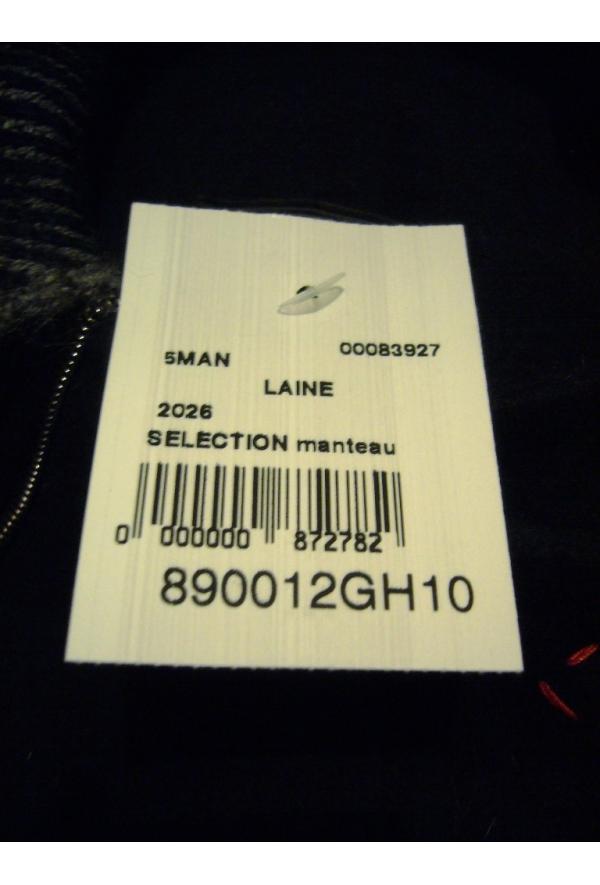 5MAN 00083927
LAINE
2026
SELECTION manteau
0 000000 872782
890012GH10